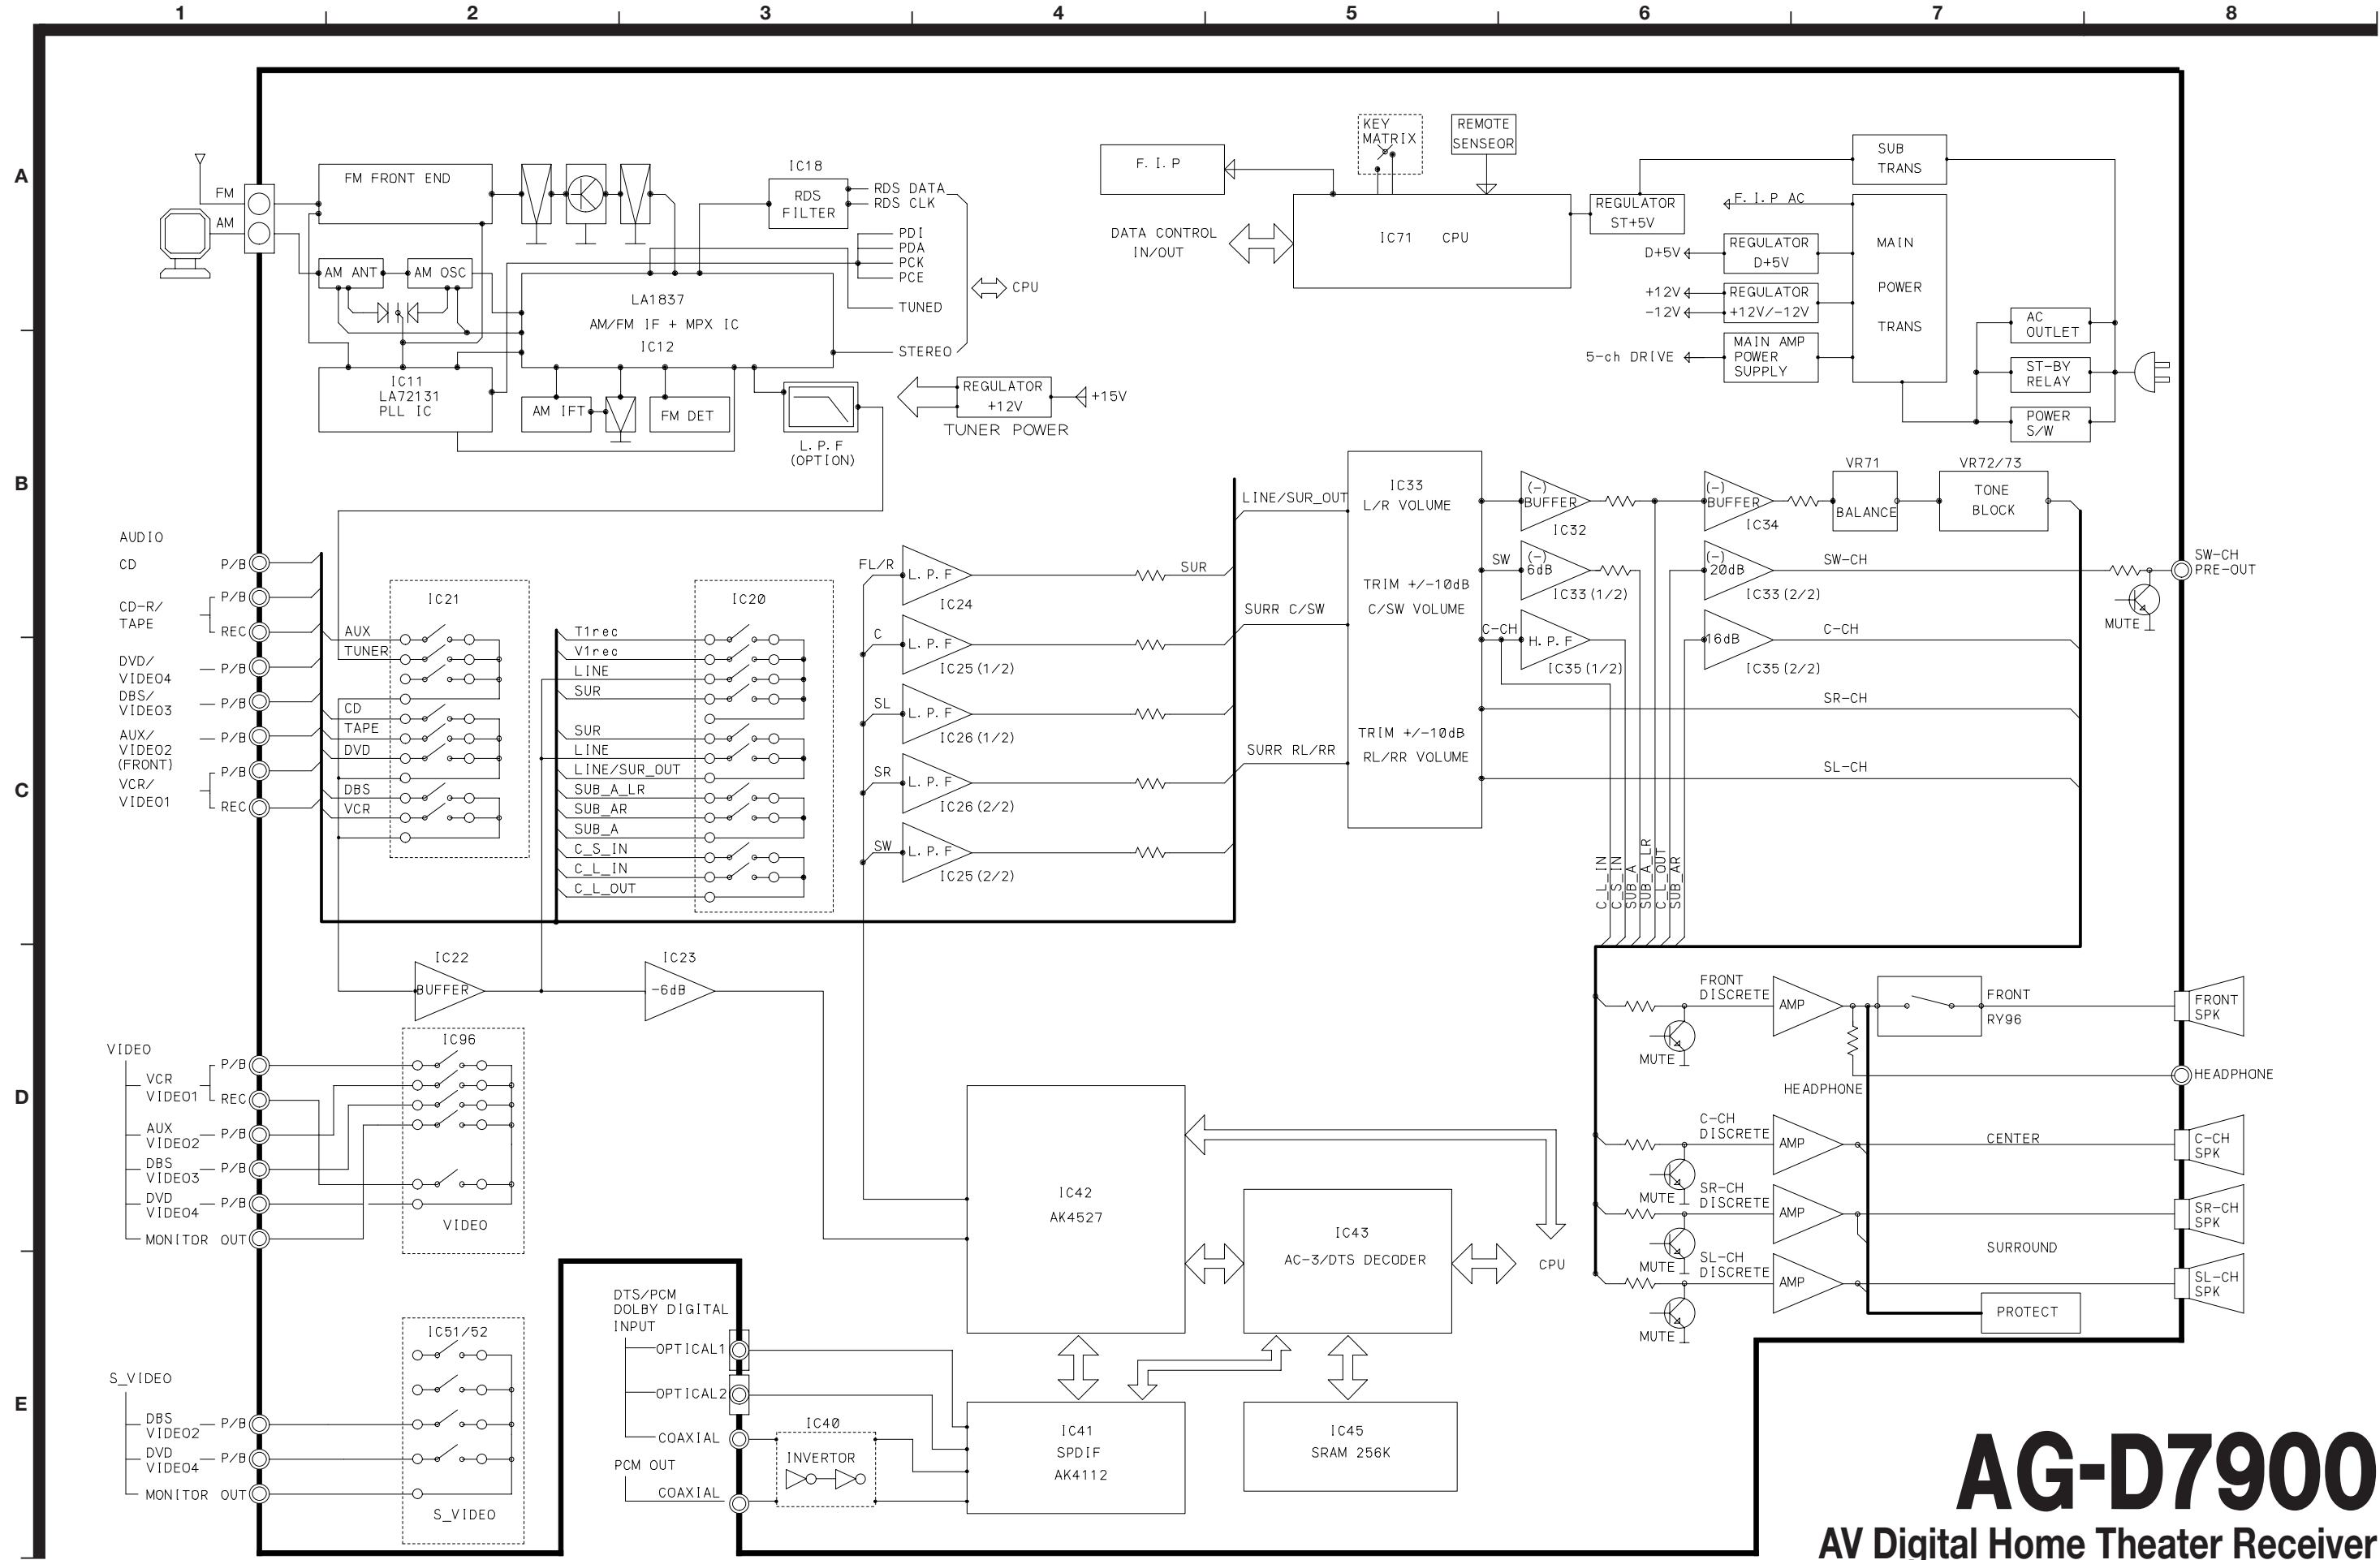 1 2 3 4 5 6 7 8
A
B
C
D
E
FM
AM
FM FRONT END
AM ANT
AM OSC
IC18
RDS
FILTER
RDS DATA
RDS CLK
PDI
PDA
PCK
PCE
TUNED
STEREO
CPU
LA1837
AM/FM IF + MPX IC
IC12
IC11
LA72131
PLL IC
AM IFT
FM DET
L.P.F
(OPTION)
REGULATOR
+12V
+15V
TUNER POWER
F.I.P
KEY
MATRIX
REMOTE
SENSEOR
DATA CONTROL
IN/OUT
IC71 CPU
REGULATOR
ST+5V
SUB
TRANS
F.I.P AC
D+5V
REGULATOR
D+5V
+12V
-12V
REGULATOR
+12V/-12V
5-ch DRIVE
MAIN AMP
POWER
SUPPLY
MAIN
POWER
TRANS
AC
OUTLET
ST-BY
RELAY
POWER
S/W
AUDIO
CD
P/B
CD-R/
TAPE
P/B
REC
DVD/
VIDEO4
P/B
DBS/
VIDEO3
P/B
AUX/
VIDEO2
(FRONT)
P/B
VCR/
VIDEO1
P/B
REC
IC21
AUX
TUNER
CD
TAPE
DVD
DBS
VCR
IC20
T1rec
V1rec
LINE
SUR
SUR
LINE
LINE/SUR_OUT
SUB_A_LR
SUB_AR
SUB_A
C_S_IN
C_L_IN
C_L_OUT
FL/R
L.P.F
IC24
C
L.P.F
IC25(1/2)
SL
L.P.F
IC26(1/2)
SR
L.P.F
IC26(2/2)
SW
L.P.F
IC25(2/2)
SUR
LINE/SUR_OUT
SURR C/SW
SURR RL/RR
IC33
L/R VOLUME
TRIM +/-10dB
C/SW VOLUME
TRIM +/-10dB
RL/RR VOLUME
(-)
BUFFER
IC32
SW
(-)
6dB
IC33(1/2)
C-CH
H.P.F
IC35(1/2)
(-)
BUFFER
IC34
(-)
20dB
IC33(2/2)
16dB
IC35(2/2)
VR71
BALANCE
VR72/73
TONE
BLOCK
SW-CH
C-CH
SR-CH
SL-CH
SW-CH
PRE-OUT
MUTE
C_L_IN
C_S_IN
SUB_A
SUB_A_LR
C_L_OUT
SUB_AR
IC22
BUFFER
IC23
-6dB
VIDEO
VCR
VIDEO1
P/B
REC
AUX
VIDEO2
P/B
DBS
VIDEO3
P/B
DVD
VIDEO4
P/B
MONITOR OUT
IC96
VIDEO
S_VIDEO
DBS
VIDEO2
P/B
DVD
VIDEO4
P/B
MONITOR OUT
IC51/52
S_VIDEO
DTS/PCM
DOLBY DIGITAL
INPUT
OPTICAL1
OPTICAL2
COAXIAL
PCM OUT
COAXIAL
IC40
INVERTOR
IC42
AK4527
IC43
AC-3/DTS DECODER
CPU
IC41
SPDIF
AK4112
IC45
SRAM 256K
FRONT
DISCRETE
AMP
MUTE
FRONT
RY96
FRONT
SPK
HEADPHONE
HEADPHONE
C-CH
DISCRETE
AMP
MUTE
CENTER
C-CH
SPK
SR-CH
DISCRETE
AMP
MUTE
SR-CH
SPK
SURROUND
SL-CH
DISCRETE
AMP
MUTE
SL-CH
SPK
PROTECT
AG-D7900
AV Digital Home Theater Receiver